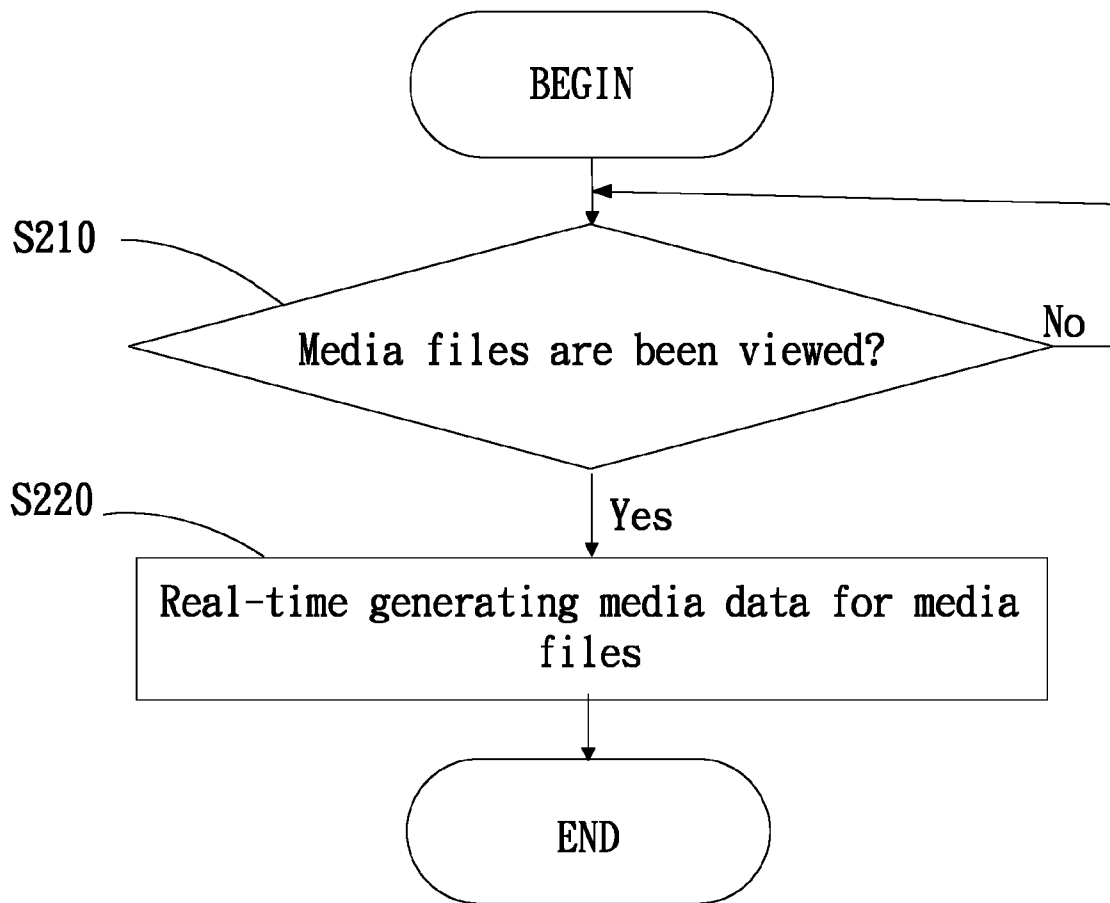 BEGIN
S210
Media files are been viewed?
No
S220
Yes
Real-time generating media data for media
files
END